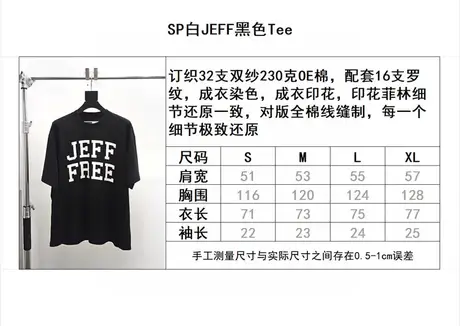 SP白JEFF黑色Tee
订织32支双纱230克OE棉，配套16支罗
纹，成衣染色，成衣印花，印花菲林细
节还原一致，对版全棉线缝制，每一个
细节极致还原
JEFF
FREE
尺码 S M L XL
肩宽 51 53 55 57
胸围 116 120 124 128
衣长 71 73 75 77
袖长 22 23 24 25
手工测量尺寸与实际尺寸之间存在0.5-1cm误差